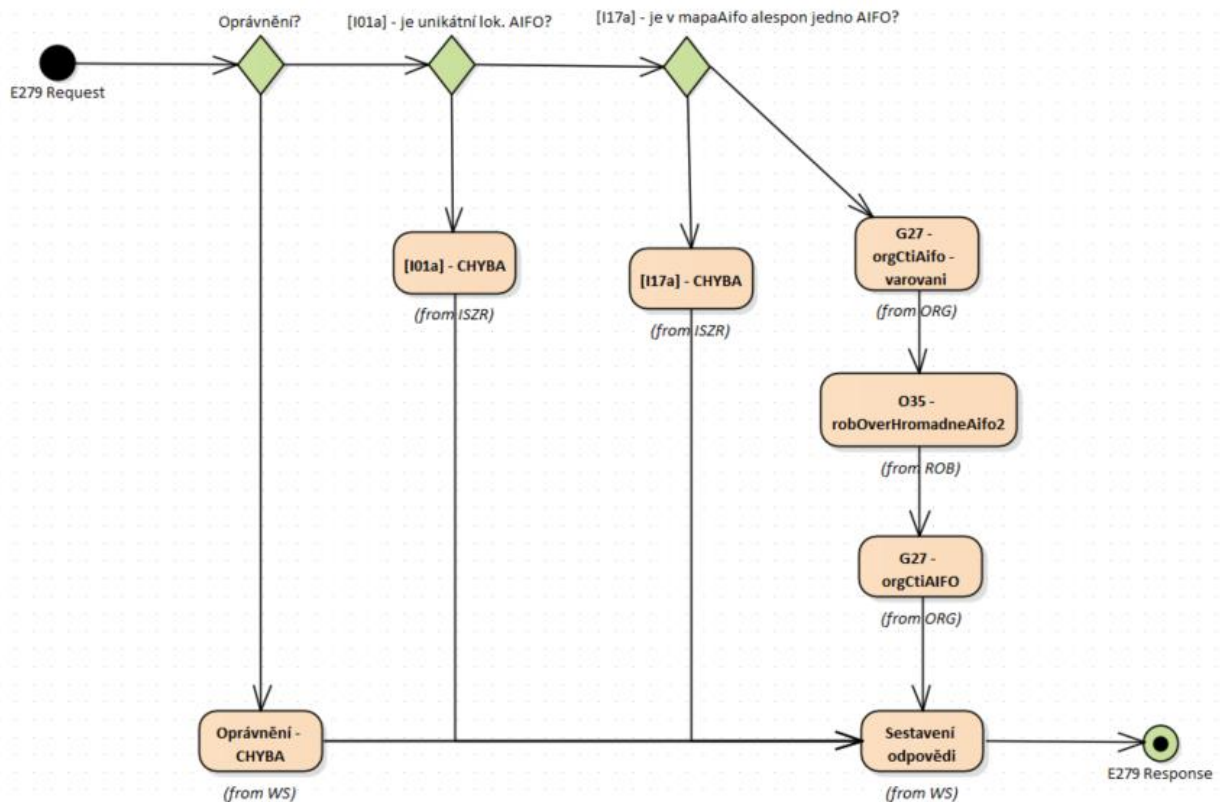 Oprávnění?
[I01a] - je unikátní lok. AIFO?
[I17a] - je v mapaAifo alespon jedno AIFO?
E279 Request
G27 -
orgCtiAifo -
varovani
(from ORG)
[I01a] - CHYBA
(from ISZR)
[I17a] - CHYBA
(from ISZR)
O35 -
robOverHromadneAifo2
(from ROB)
G27 -
orgCtiAIFO
(from ORG)
Oprávnění -
CHYBA
(from WS)
Sestavení
odpovědi
(from WS)
E279 Response